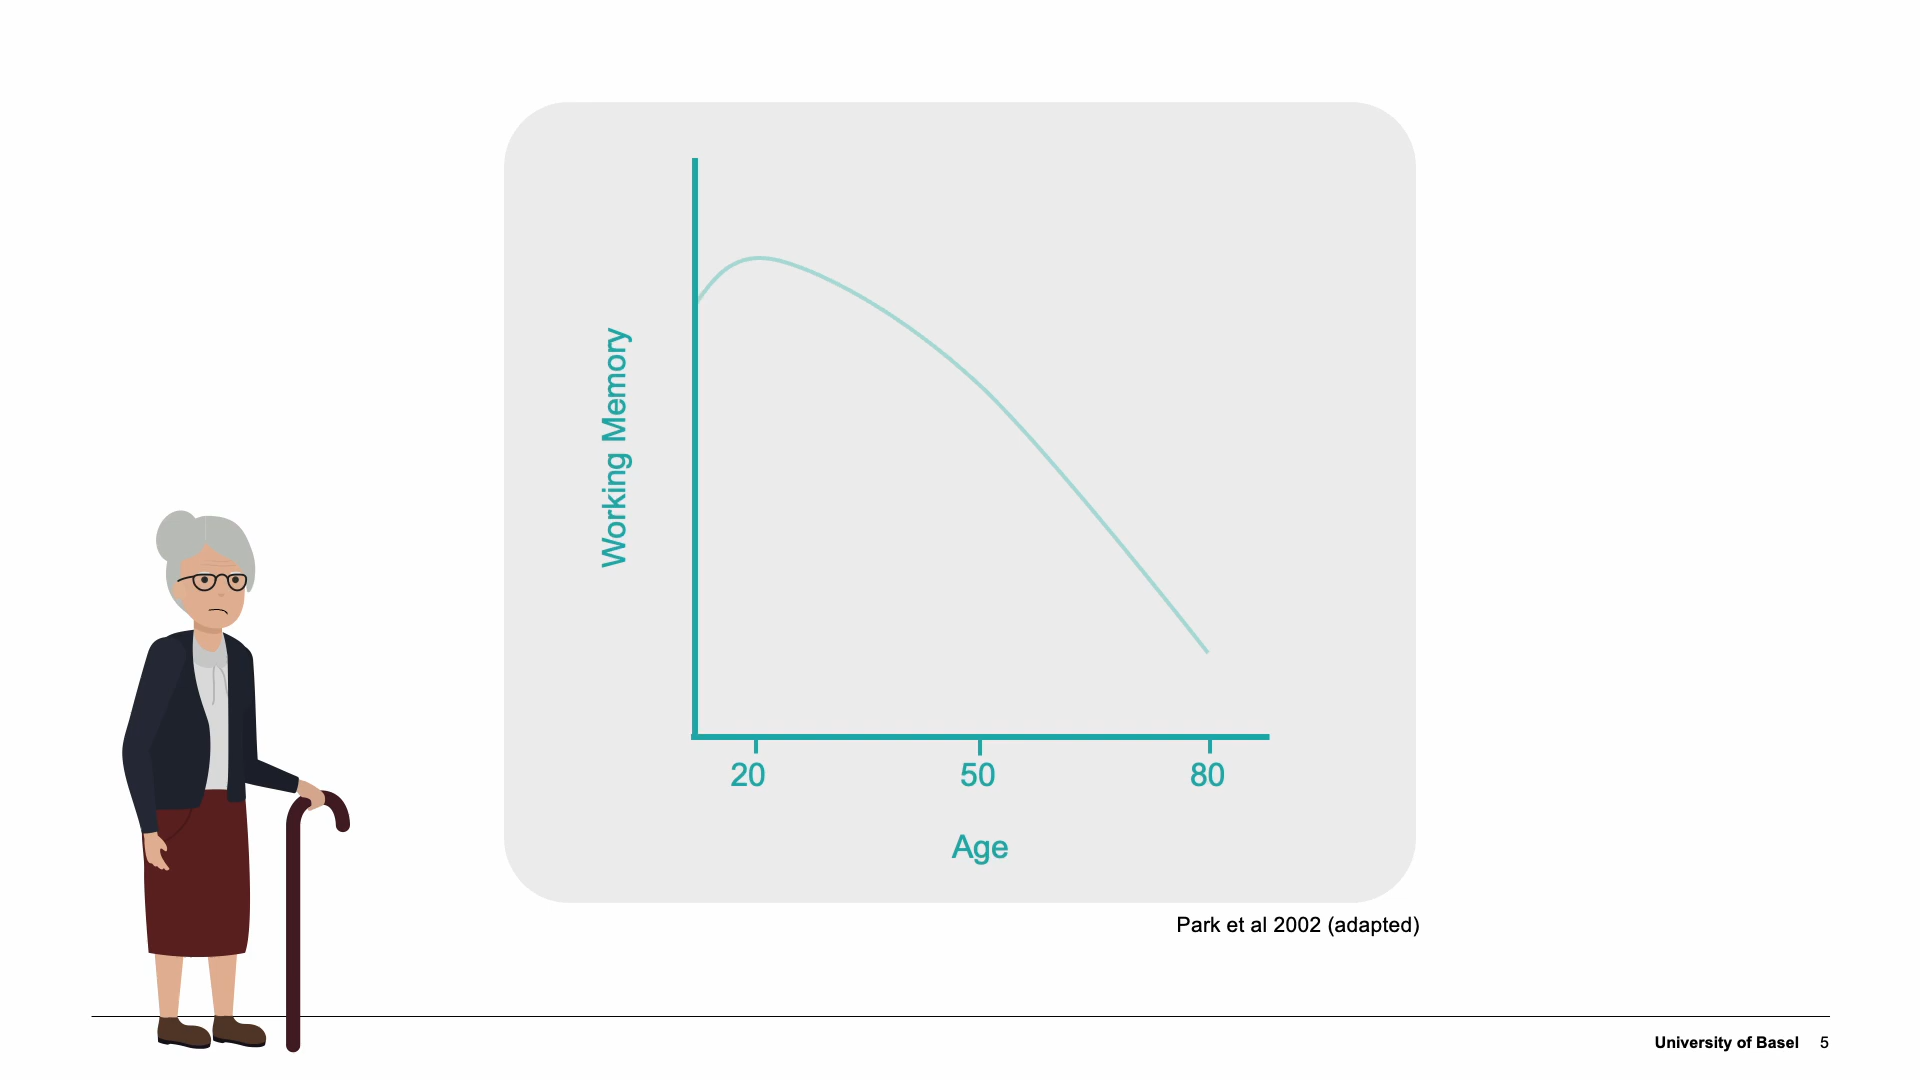 Working Memory
20 50 80
Age
Park et al 2002 (adapted)
University of Basel 5